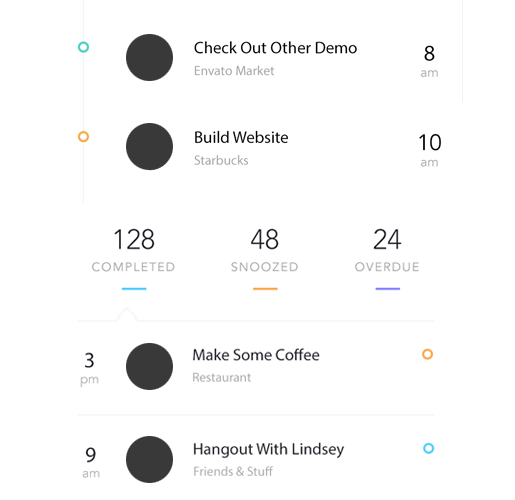 Check Out Other Demo
Envato Market
8
am
Build Website
Starbucks
10
am
128
COMPLETED
48
SNOOZED
24
OVERDUE
3
pm
Make Some Coffee
Restaurant
9
am
Hangout With Lindsey
Friends & Stuff